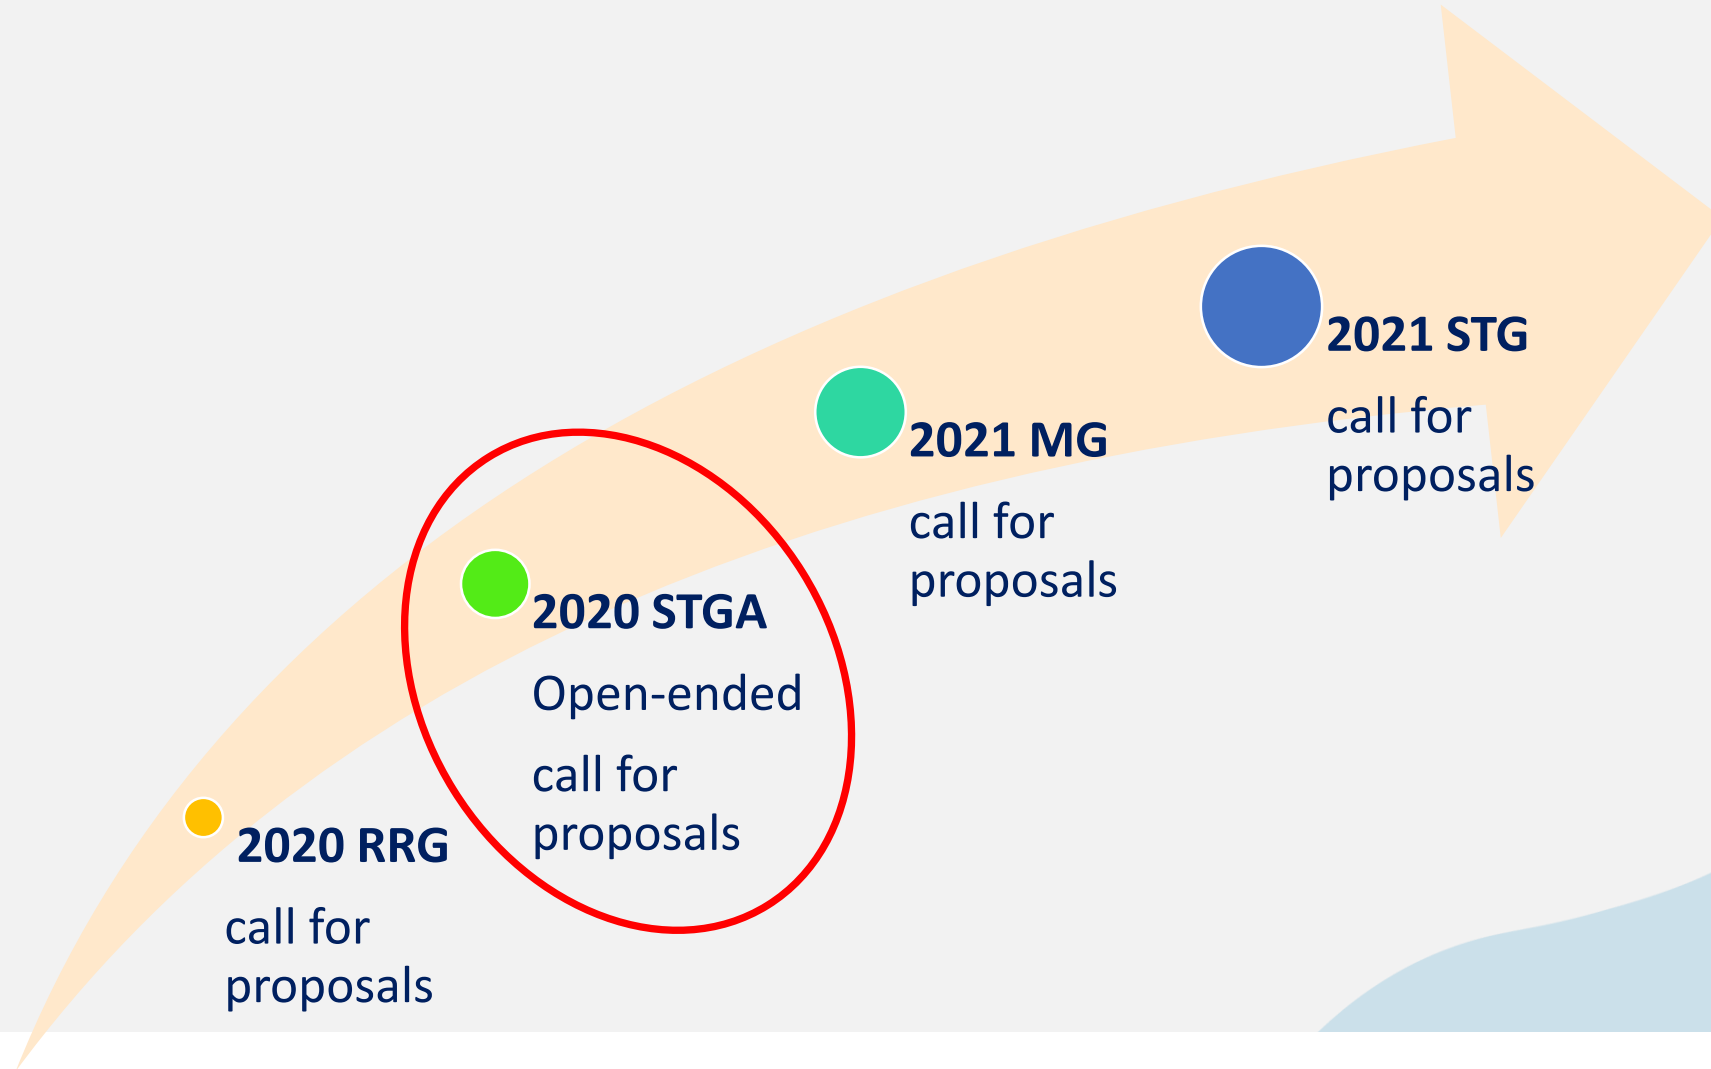 2020 RRG
call for
proposals
2020 STGA
Open-ended
call for
proposals
2021 MG
call for
proposals
2021 STG
call for
proposals